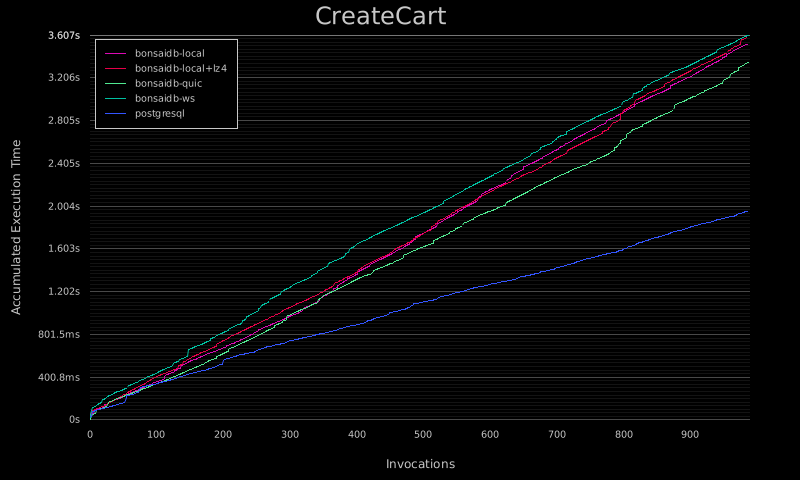 CreateCart
3.607s
3.206s
2.805s
2.405s
2.004s
1.603s
1.202s
801.5ms
400.8ms
0s
Accumulated Execution Time
bonsaidb-local
bonsaidb-local+lz4
bonsaidb-quic
bonsaidb-ws
postgresql
0 100 200 300 400 500 600 700 800 900
Invocations